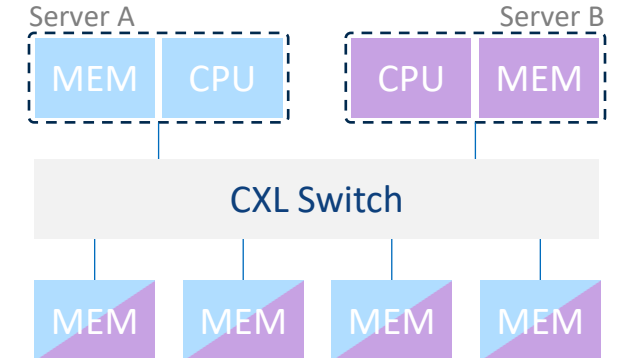 Server A
Server B
MEM CPU
CPU MEM
CXL Switch
MEM MEM MEM MEM